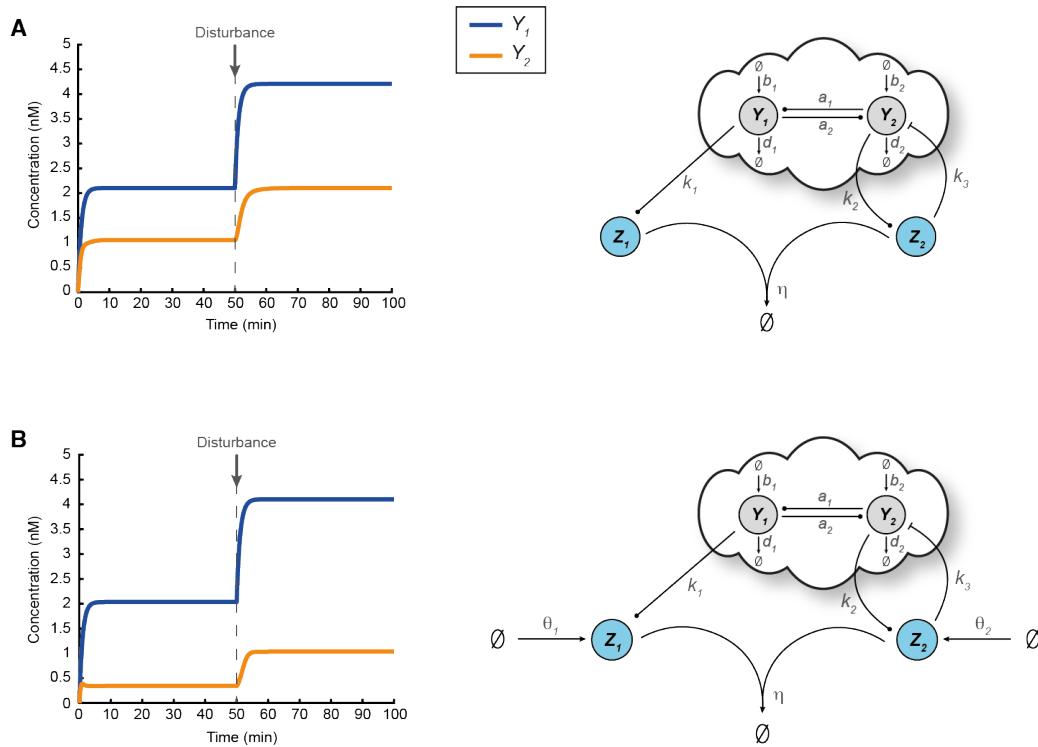 A
Disturbance
Y1
Y2
5
4.5
4
3.5
3
2.5
2
1.5
1
0.5
0
0 10 20 30 40 50 60 70 80 90 100
Concentration (nM)
Time (min)
∅ ∅
b1 b2
Y1 a1 Y2
a2
d1 d2
∅ ∅
k1 k2 k3
Z1 Z2
η
∅
B
Disturbance
5
4.5
4
3.5
3
2.5
2
1.5
1
0.5
0
0 10 20 30 40 50 60 70 80 90 100
Concentration (nM)
Time (min)
∅ ∅
b1 b2
Y1 a1 Y2
a2
d1 d2
∅ ∅
k1 k2 k3
∅ θ1 Z1 Z2 θ2 ∅
η
∅